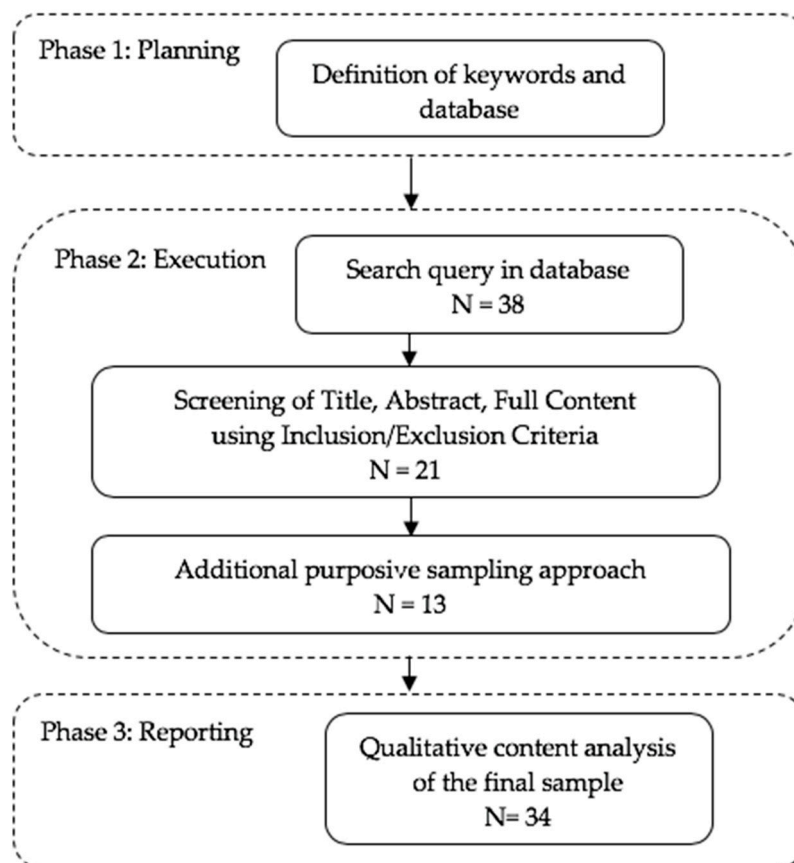 Phase 1: Planning
Definition of keywords and
database
Phase 2: Execution
Search query in database
N = 38
Screening of Title, Abstract, Full Content
using Inclusion/Exclusion Criteria
N = 21
Additional purposive sampling approach
N = 13
Phase 3: Reporting
Qualitative content analysis
of the final sample
N= 34